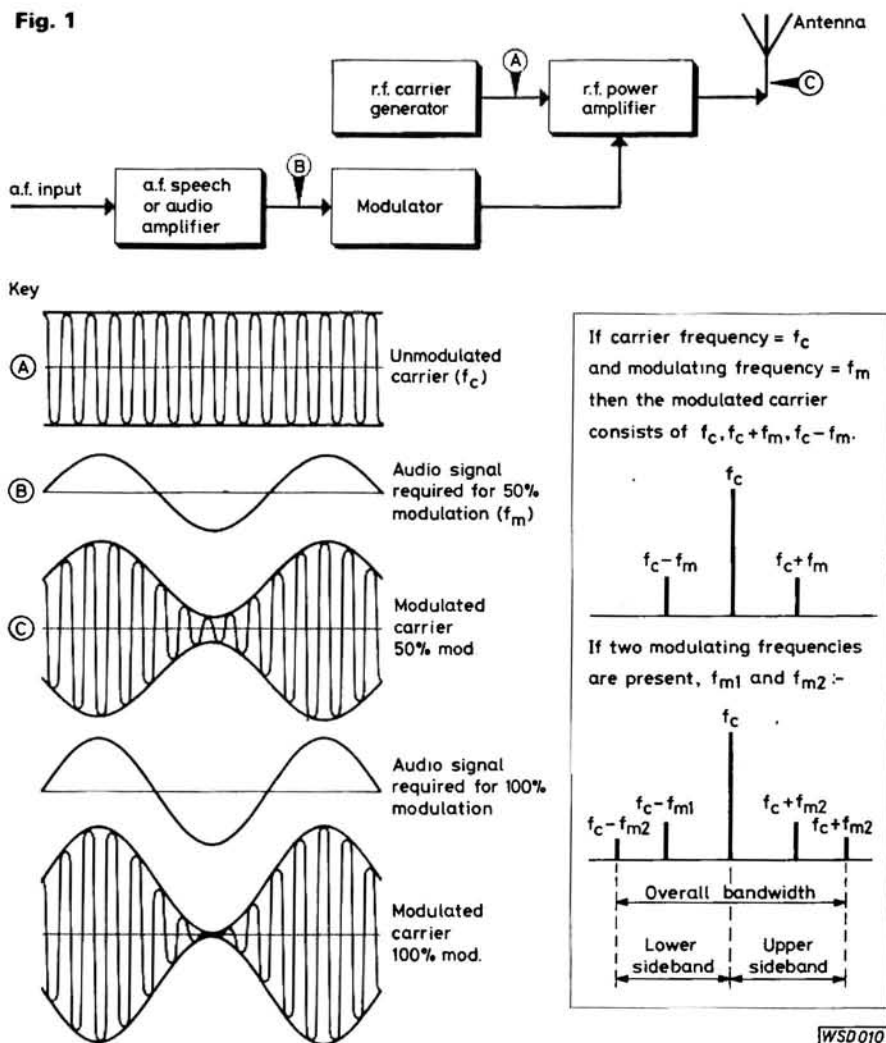 Fig. 1
Antenna
A
C
r.f. carrier
generator
r.f. power
amplifier
B
a.f. input
a.f. speech
or audio
amplifier
Modulator
Key
A
Unmodulated
carrier (fc)
B
Audio signal
required for 50%
modulation (fm)
C
Modulated
carrier
50% mod
Audio signal
required for 100%
modulation
Modulated
carrier
100% mod.
If carrier frequency = fc
and modulating frequency = fm
then the modulated carrier
consists of fc, fc+fm, fc−fm.
fc
fc−fm
fc+fm
If two modulating frequencies
are present, fm1 and fm2 :-
fc
fc−fm2
fc−fm1
fc+fm2
fc+fm2
Overall bandwidth
Lower
sideband
Upper
sideband
WSD010